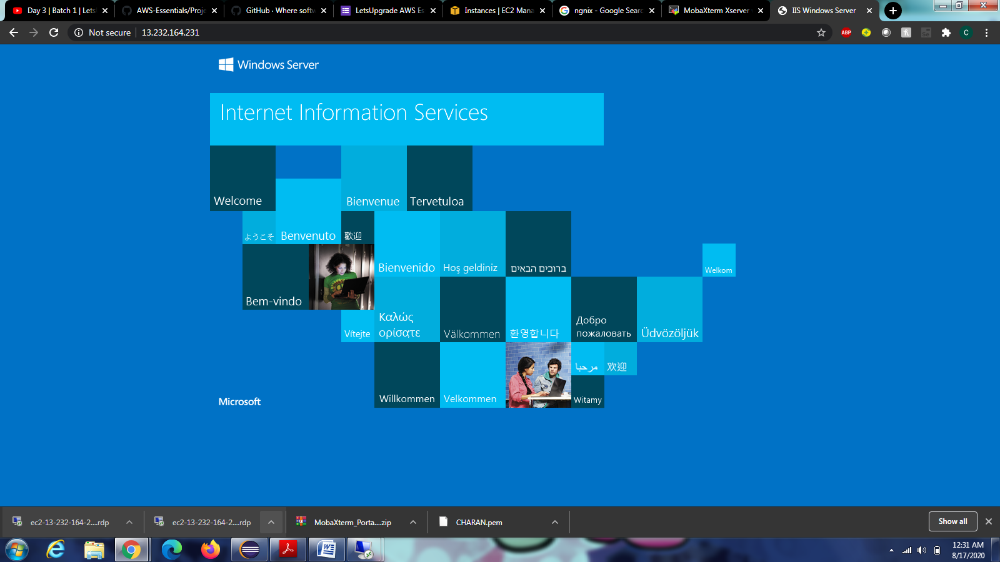 Day 3 | Batch 1 | Lets
AWS-Essentials/Proje
GitHub · Where softw
LetsUpgrade AWS Es
Instances | EC2 Mana
ngnix - Google Searc
MobaXterm Xserver
IIS Windows Server
Not secure
13.232.164.231
ABP
C
Windows Server
Internet Information Services
Welcome
Bienvenue
Tervetuloa
ようこそ
Benvenuto
歡迎
Bienvenido
Hoş geldiniz
ברוכים הבאים
Welkom
Bem-vindo
Vítejte
Καλώς
ορίσατε
Välkommen
환영합니다
Добро
пожаловать
Üdvözöljük
Microsoft
Willkommen
Velkommen
مرحبا
欢迎
Witamy
ec2-13-232-164-2....rdp
ec2-13-232-164-2....rdp
MobaXterm_Porta....zip
CHARAN.pem
Show all
12:31 AM
8/17/2020